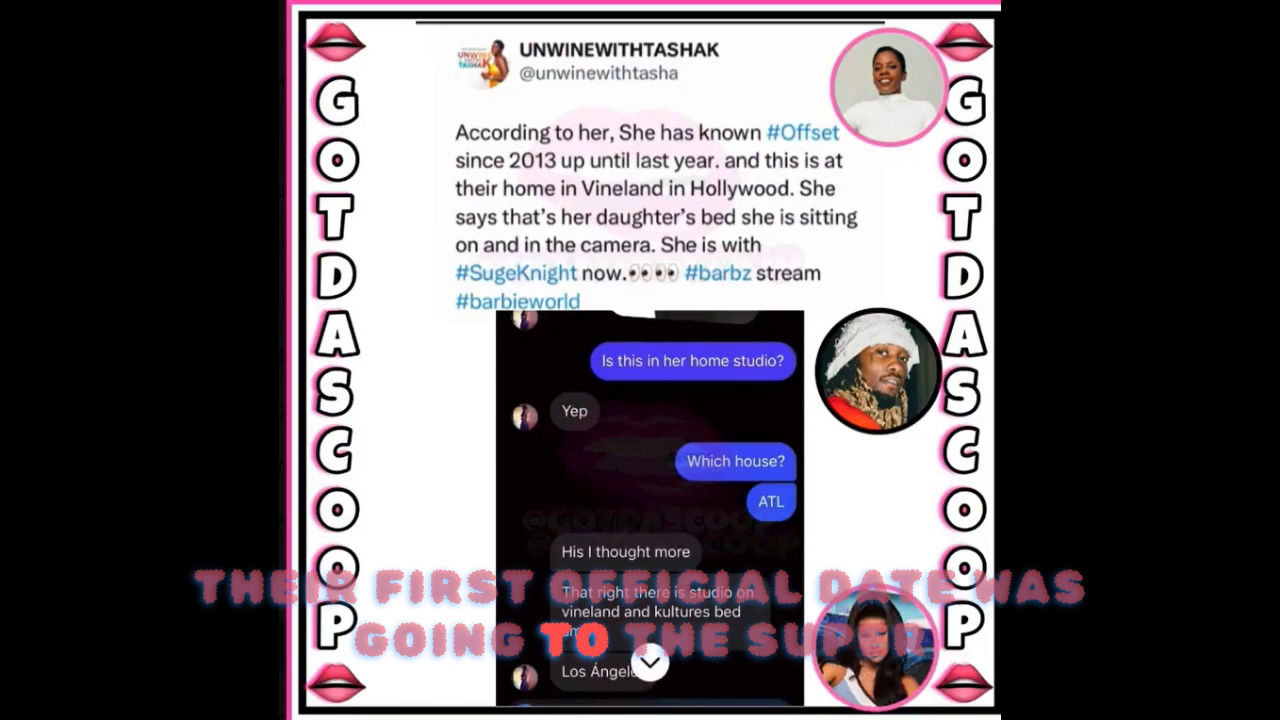 GOTDASCOOP
UNWINEWITHTASHAK
@unwinewithtasha
According to her, She has known #Offset
since 2013 up until last year. and this is at
their home in Vineland in Hollywood. She
says that's her daughter's bed she is sitting
on and in the camera. She is with
#SugeKnight now.👀👀 #barbz stream
#barbieworld
Is this in her home studio?
Yep
Which house?
ATL
@GOTDASCOOP
His I thought more
That right there is studio on
vineland and kultures bed
Los Ángele
THEIR FIRST OFFICIAL DATE WAS
GOING TO THE SUPER
GOTDASCOOP